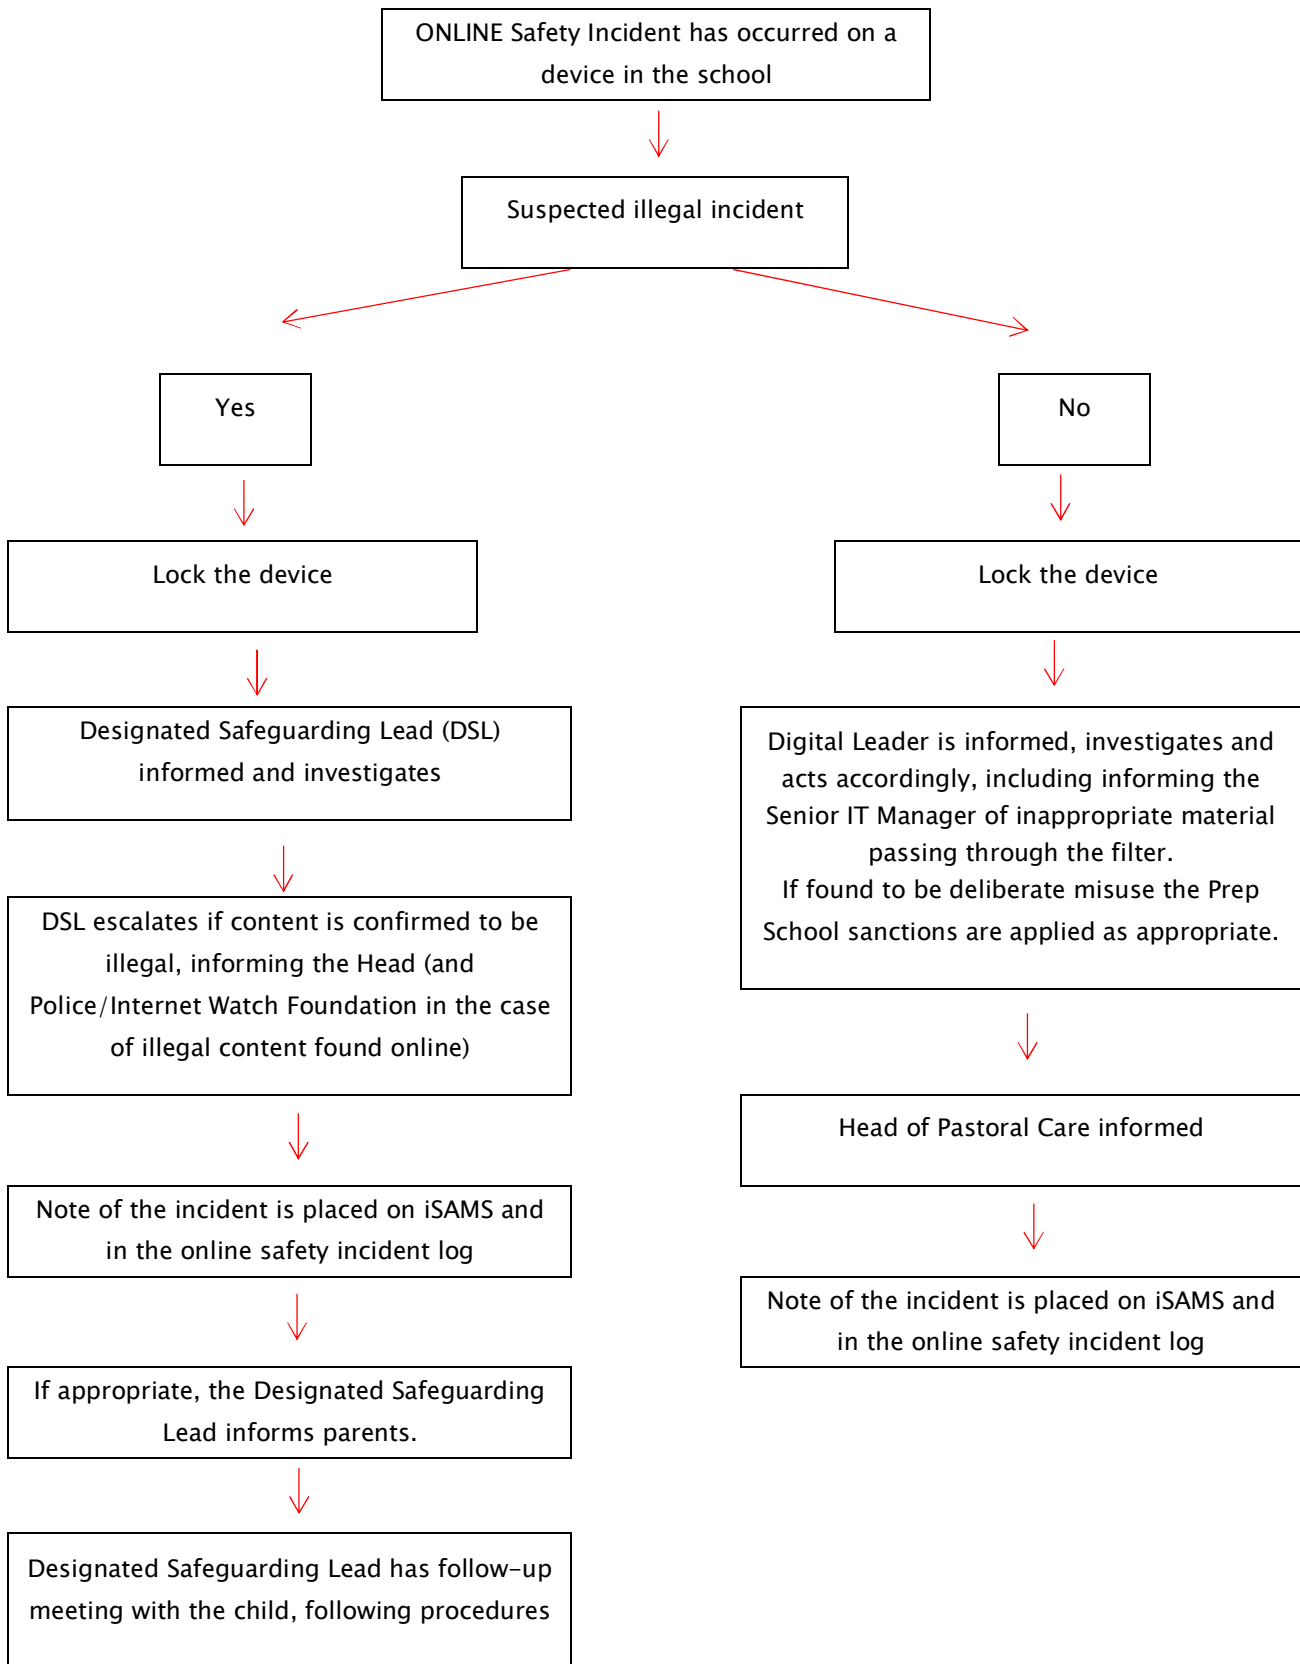 ONLINE Safety Incident has occurred on a
device in the school
Suspected illegal incident
Yes
No
Lock the device
Lock the device
Designated Safeguarding Lead (DSL)
informed and investigates
Digital Leader is informed, investigates and
acts accordingly, including informing the
Senior IT Manager of inappropriate material
passing through the filter.
If found to be deliberate misuse the Prep
School sanctions are applied as appropriate.
DSL escalates if content is confirmed to be
illegal, informing the Head (and
Police/Internet Watch Foundation in the case
of illegal content found online)
Head of Pastoral Care informed
Note of the incident is placed on iSAMS and
in the online safety incident log
Note of the incident is placed on iSAMS and
in the online safety incident log
If appropriate, the Designated Safeguarding
Lead informs parents.
Designated Safeguarding Lead has follow-up
meeting with the child, following procedures